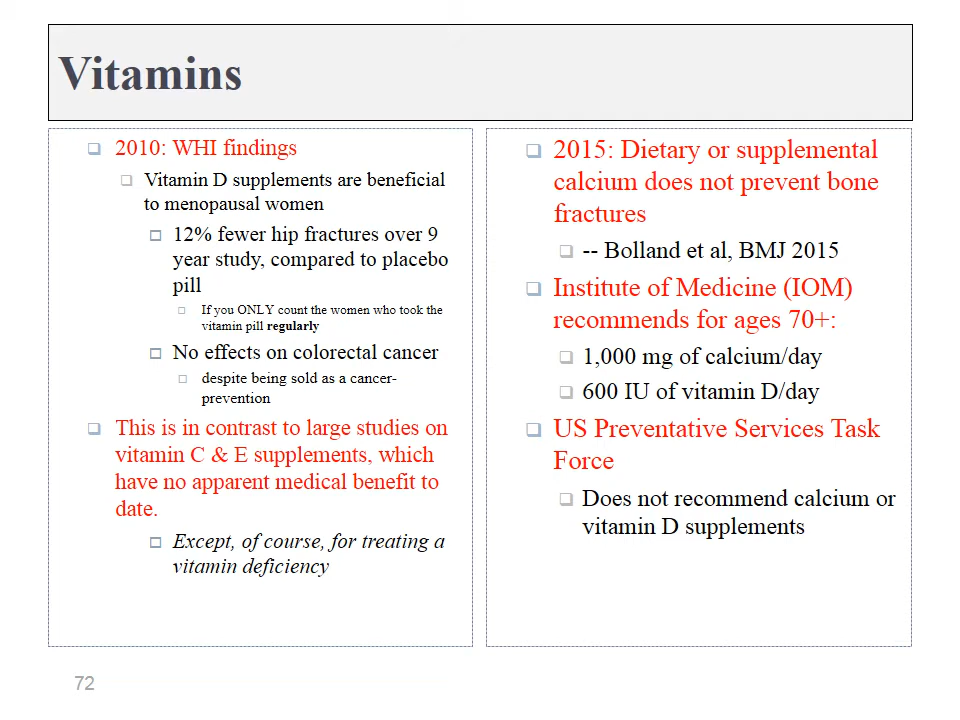 Vitamins
2010: WHI findings
Vitamin D supplements are beneficial
to menopausal women
12% fewer hip fractures over 9
year study, compared to placebo
pill
If you ONLY count the women who took the
vitamin pill regularly
No effects on colorectal cancer
despite being sold as a cancer-
prevention
This is in contrast to large studies on
vitamin C & E supplements, which
have no apparent medical benefit to
date.
Except, of course, for treating a
vitamin deficiency
2015: Dietary or supplemental
calcium does not prevent bone
fractures
-- Bolland et al, BMJ 2015
Institute of Medicine (IOM)
recommends for ages 70+:
1,000 mg of calcium/day
600 IU of vitamin D/day
US Preventative Services Task
Force
Does not recommend calcium or
vitamin D supplements
72